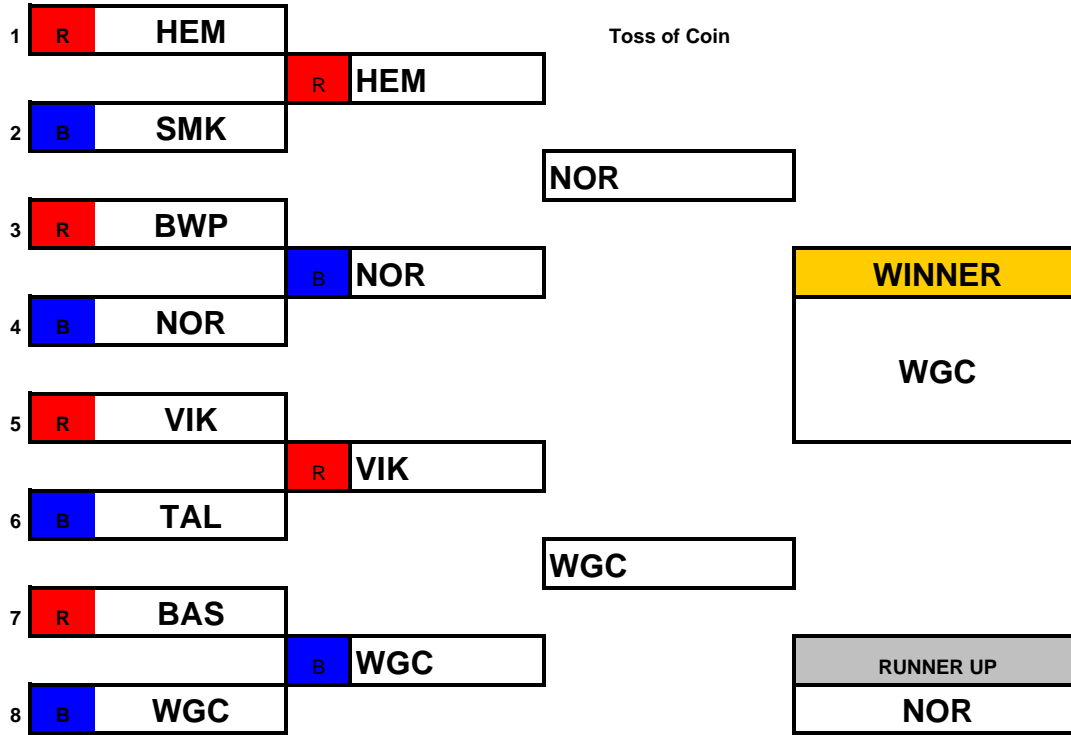 1 R HEM Toss of Coin
R HEM
2 B SMK
NOR
3 R BWP
B NOR WINNER
4 B NOR
WGC
5 R VIK
R VIK
6 B TAL
WGC
7 R BAS
B WGC RUNNER UP
8 B WGC NOR